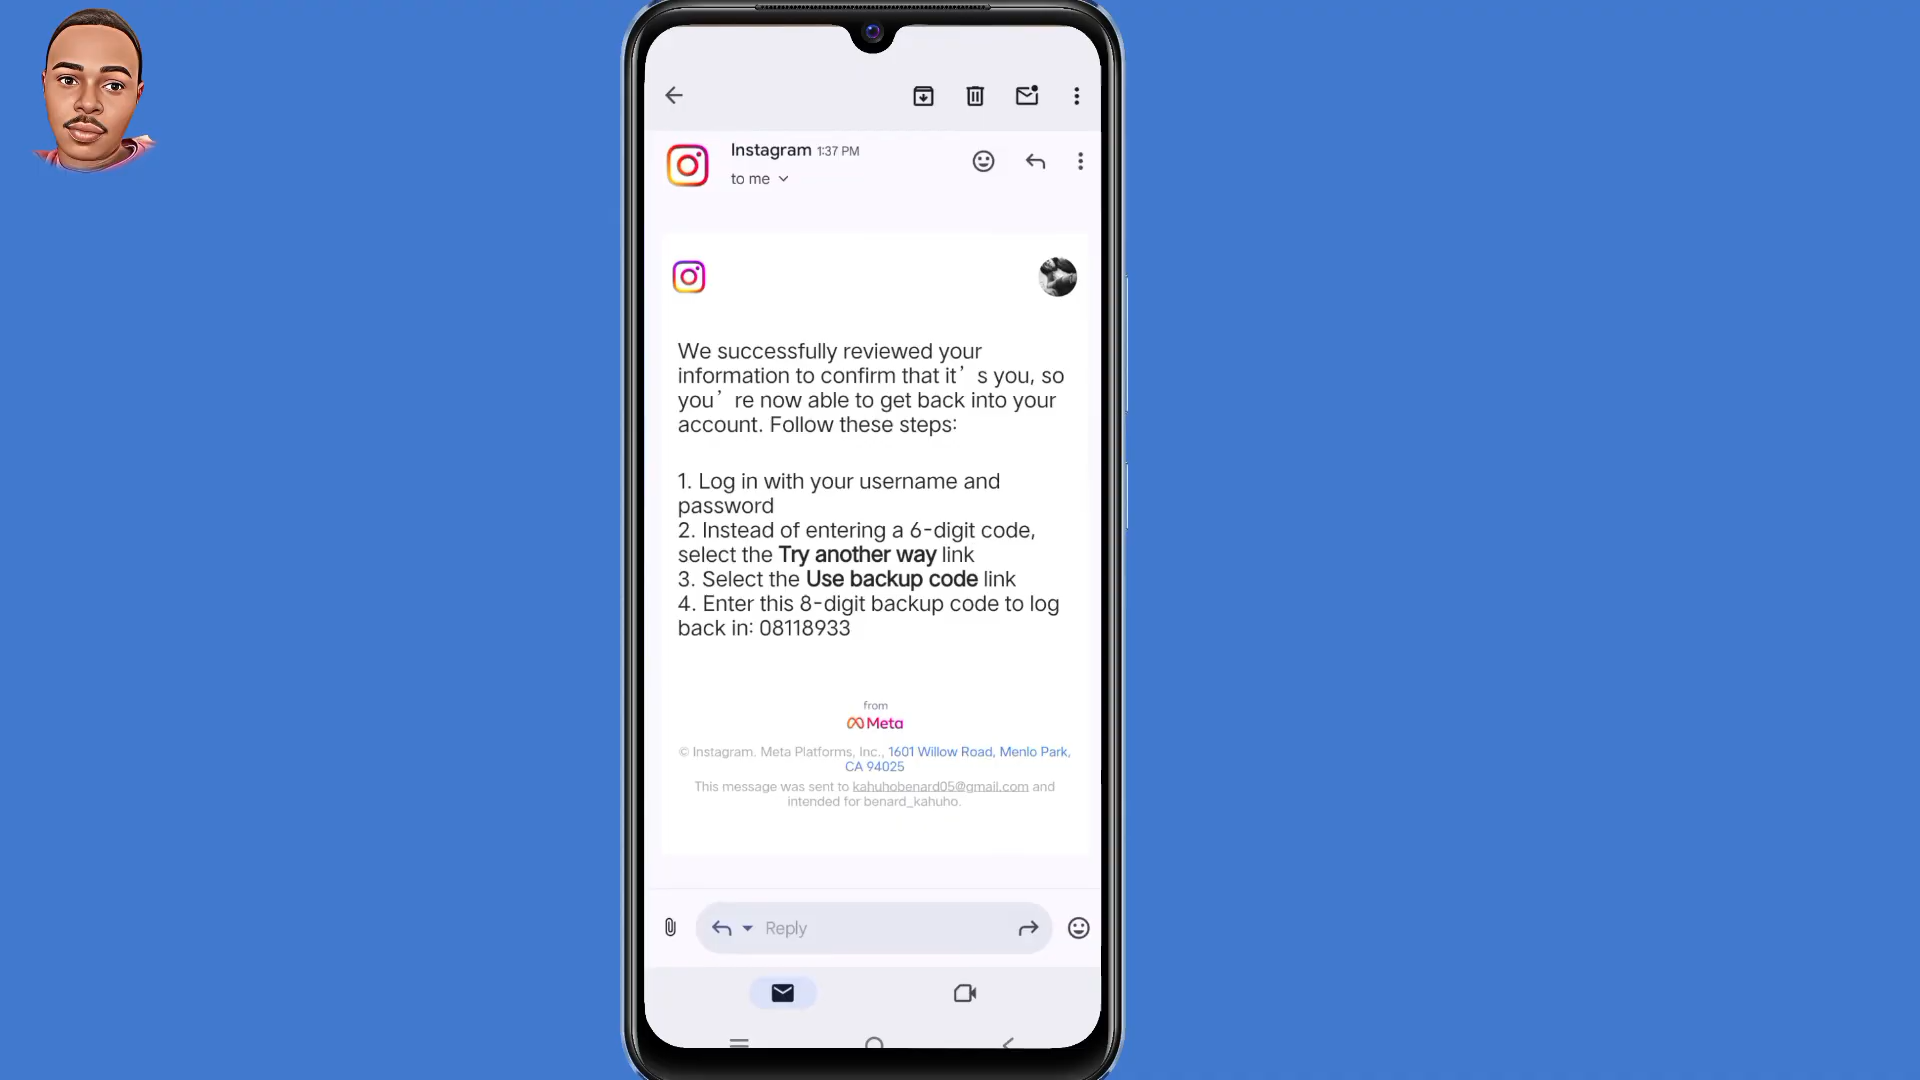 Instagram 1:37 PM
to me
We successfully reviewed your
information to confirm that it’s you, so
you’re now able to get back into your
account. Follow these steps:
1. Log in with your username and
password
2. Instead of entering a 6-digit code,
select the Try another way link
3. Select the Use backup code link
4. Enter this 8-digit backup code to log
back in: 08118933
from
Meta
© Instagram. Meta Platforms, Inc., 1601 Willow Road, Menlo Park,
CA 94025
This message was sent to kahuhobenard05@gmail.com and
intended for benard_kahuho.
Reply